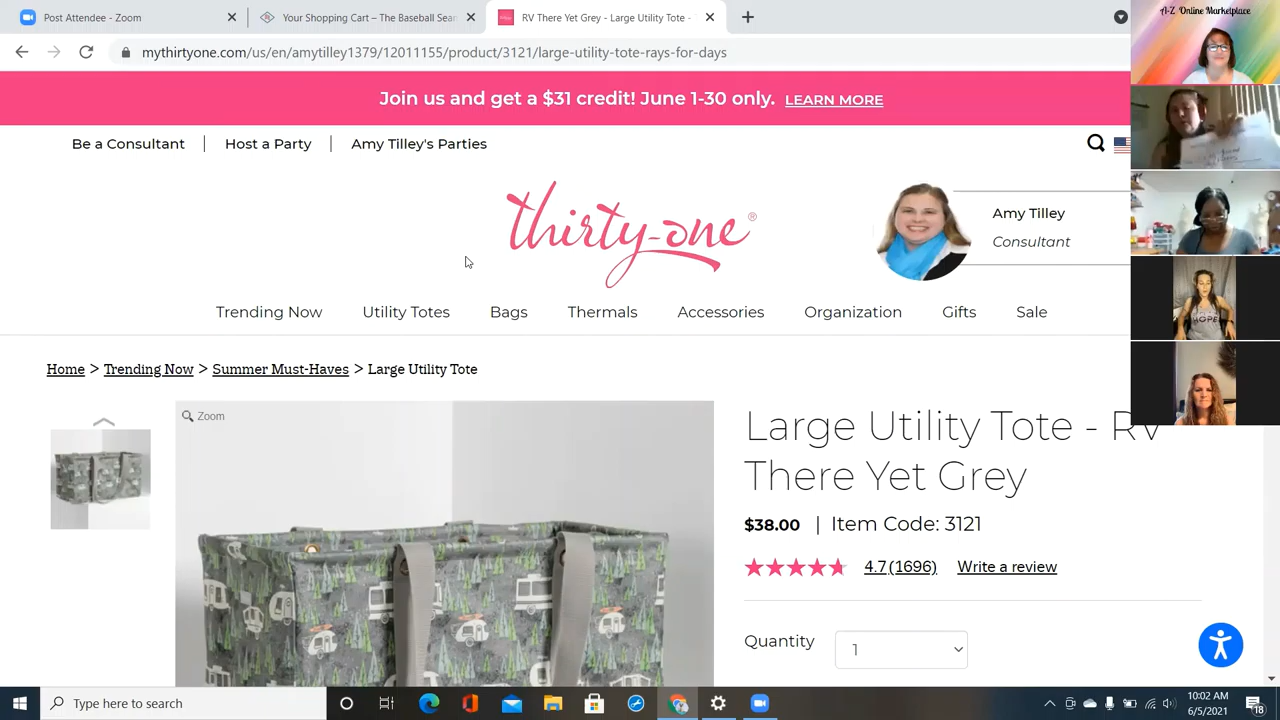 Post Attendee - Zoom
Your Shopping Cart – The Baseball Sear
RV There Yet Grey - Large Utility Tote -
mythirtyone.com/us/en/amytilley1379/12011155/product/3121/large-utility-tote-rays-for-days
A-Z Online Marketplace
Join us and get a $31 credit! June 1-30 only. LEARN MORE
Be a Consultant
Host a Party
Amy Tilley's Parties
thirty-one®
Amy Tilley
Consultant
Trending Now
Utility Totes
Bags
Thermals
Accessories
Organization
Gifts
Sale
HOPE
Home > Trending Now > Summer Must-Haves > Large Utility Tote
Zoom
Large Utility Tote - RV
There Yet Grey
$38.00 | Item Code: 3121
4.7 (1696) Write a review
Quantity
1
Type here to search
10:02 AM
6/5/2021
18